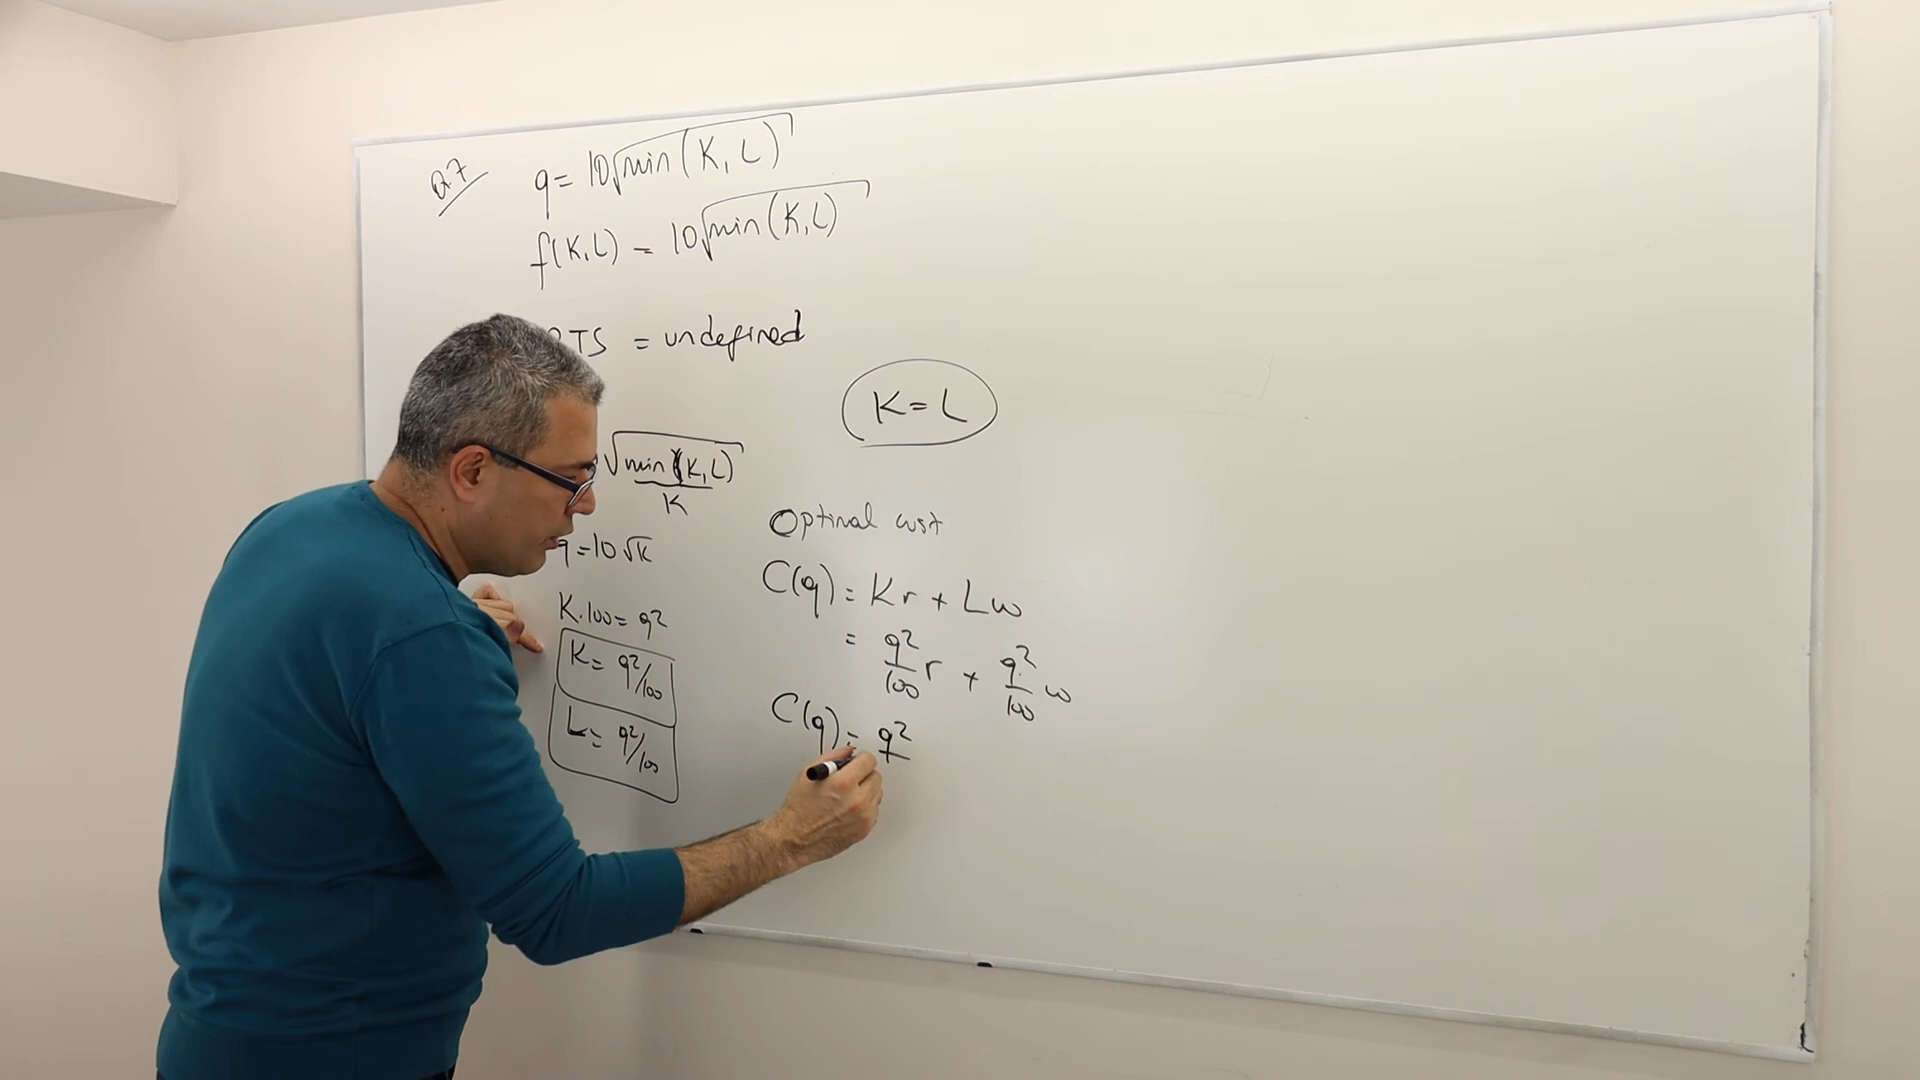 Q.7
q = 10√min(K, L)
f(K,L) = 10√min(K,L)
TS = undefined
K = L
√min(K,L)
K
q = 10√K
K.100 = q²
K = q²/100
L = q²/100
Optimal cost
C(q) = Kr + Lw
= q²/100 r + q²/100 w
C(q) = q²